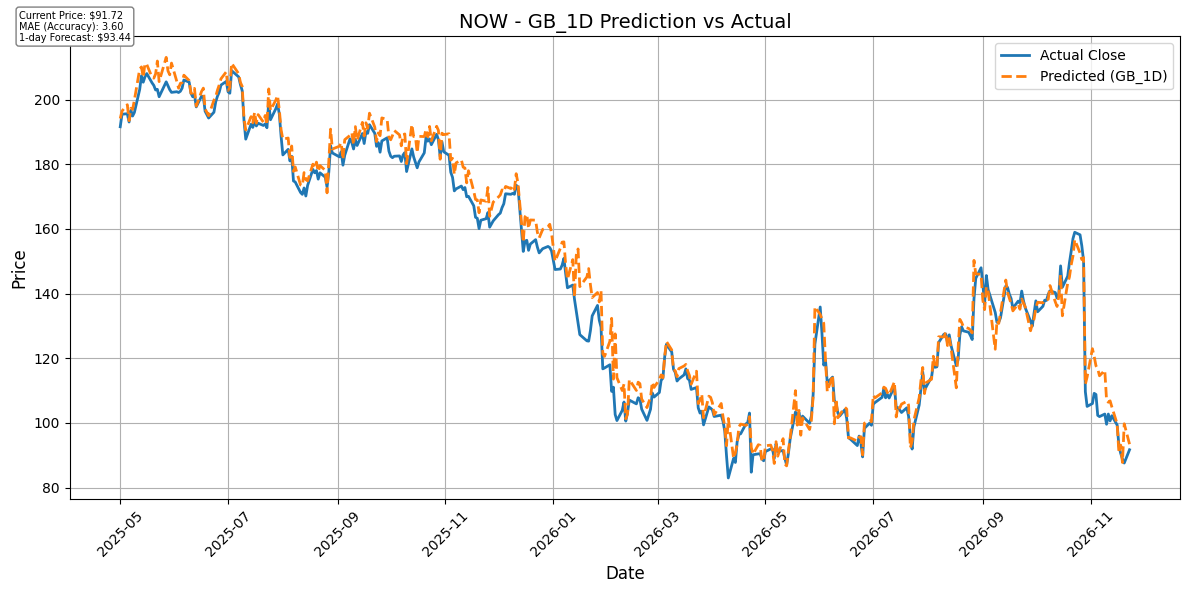 NOW - GB_1D Prediction vs Actual
Current Price: $91.72
MAE (Accuracy): 3.60
1-day Forecast: $93.44
Actual Close
Predicted (GB_1D)
Price
200
180
160
140
120
100
80
2025-05
2025-07
2025-09
2025-11
2026-01
2026-03
2026-05
2026-07
2026-09
2026-11
Date